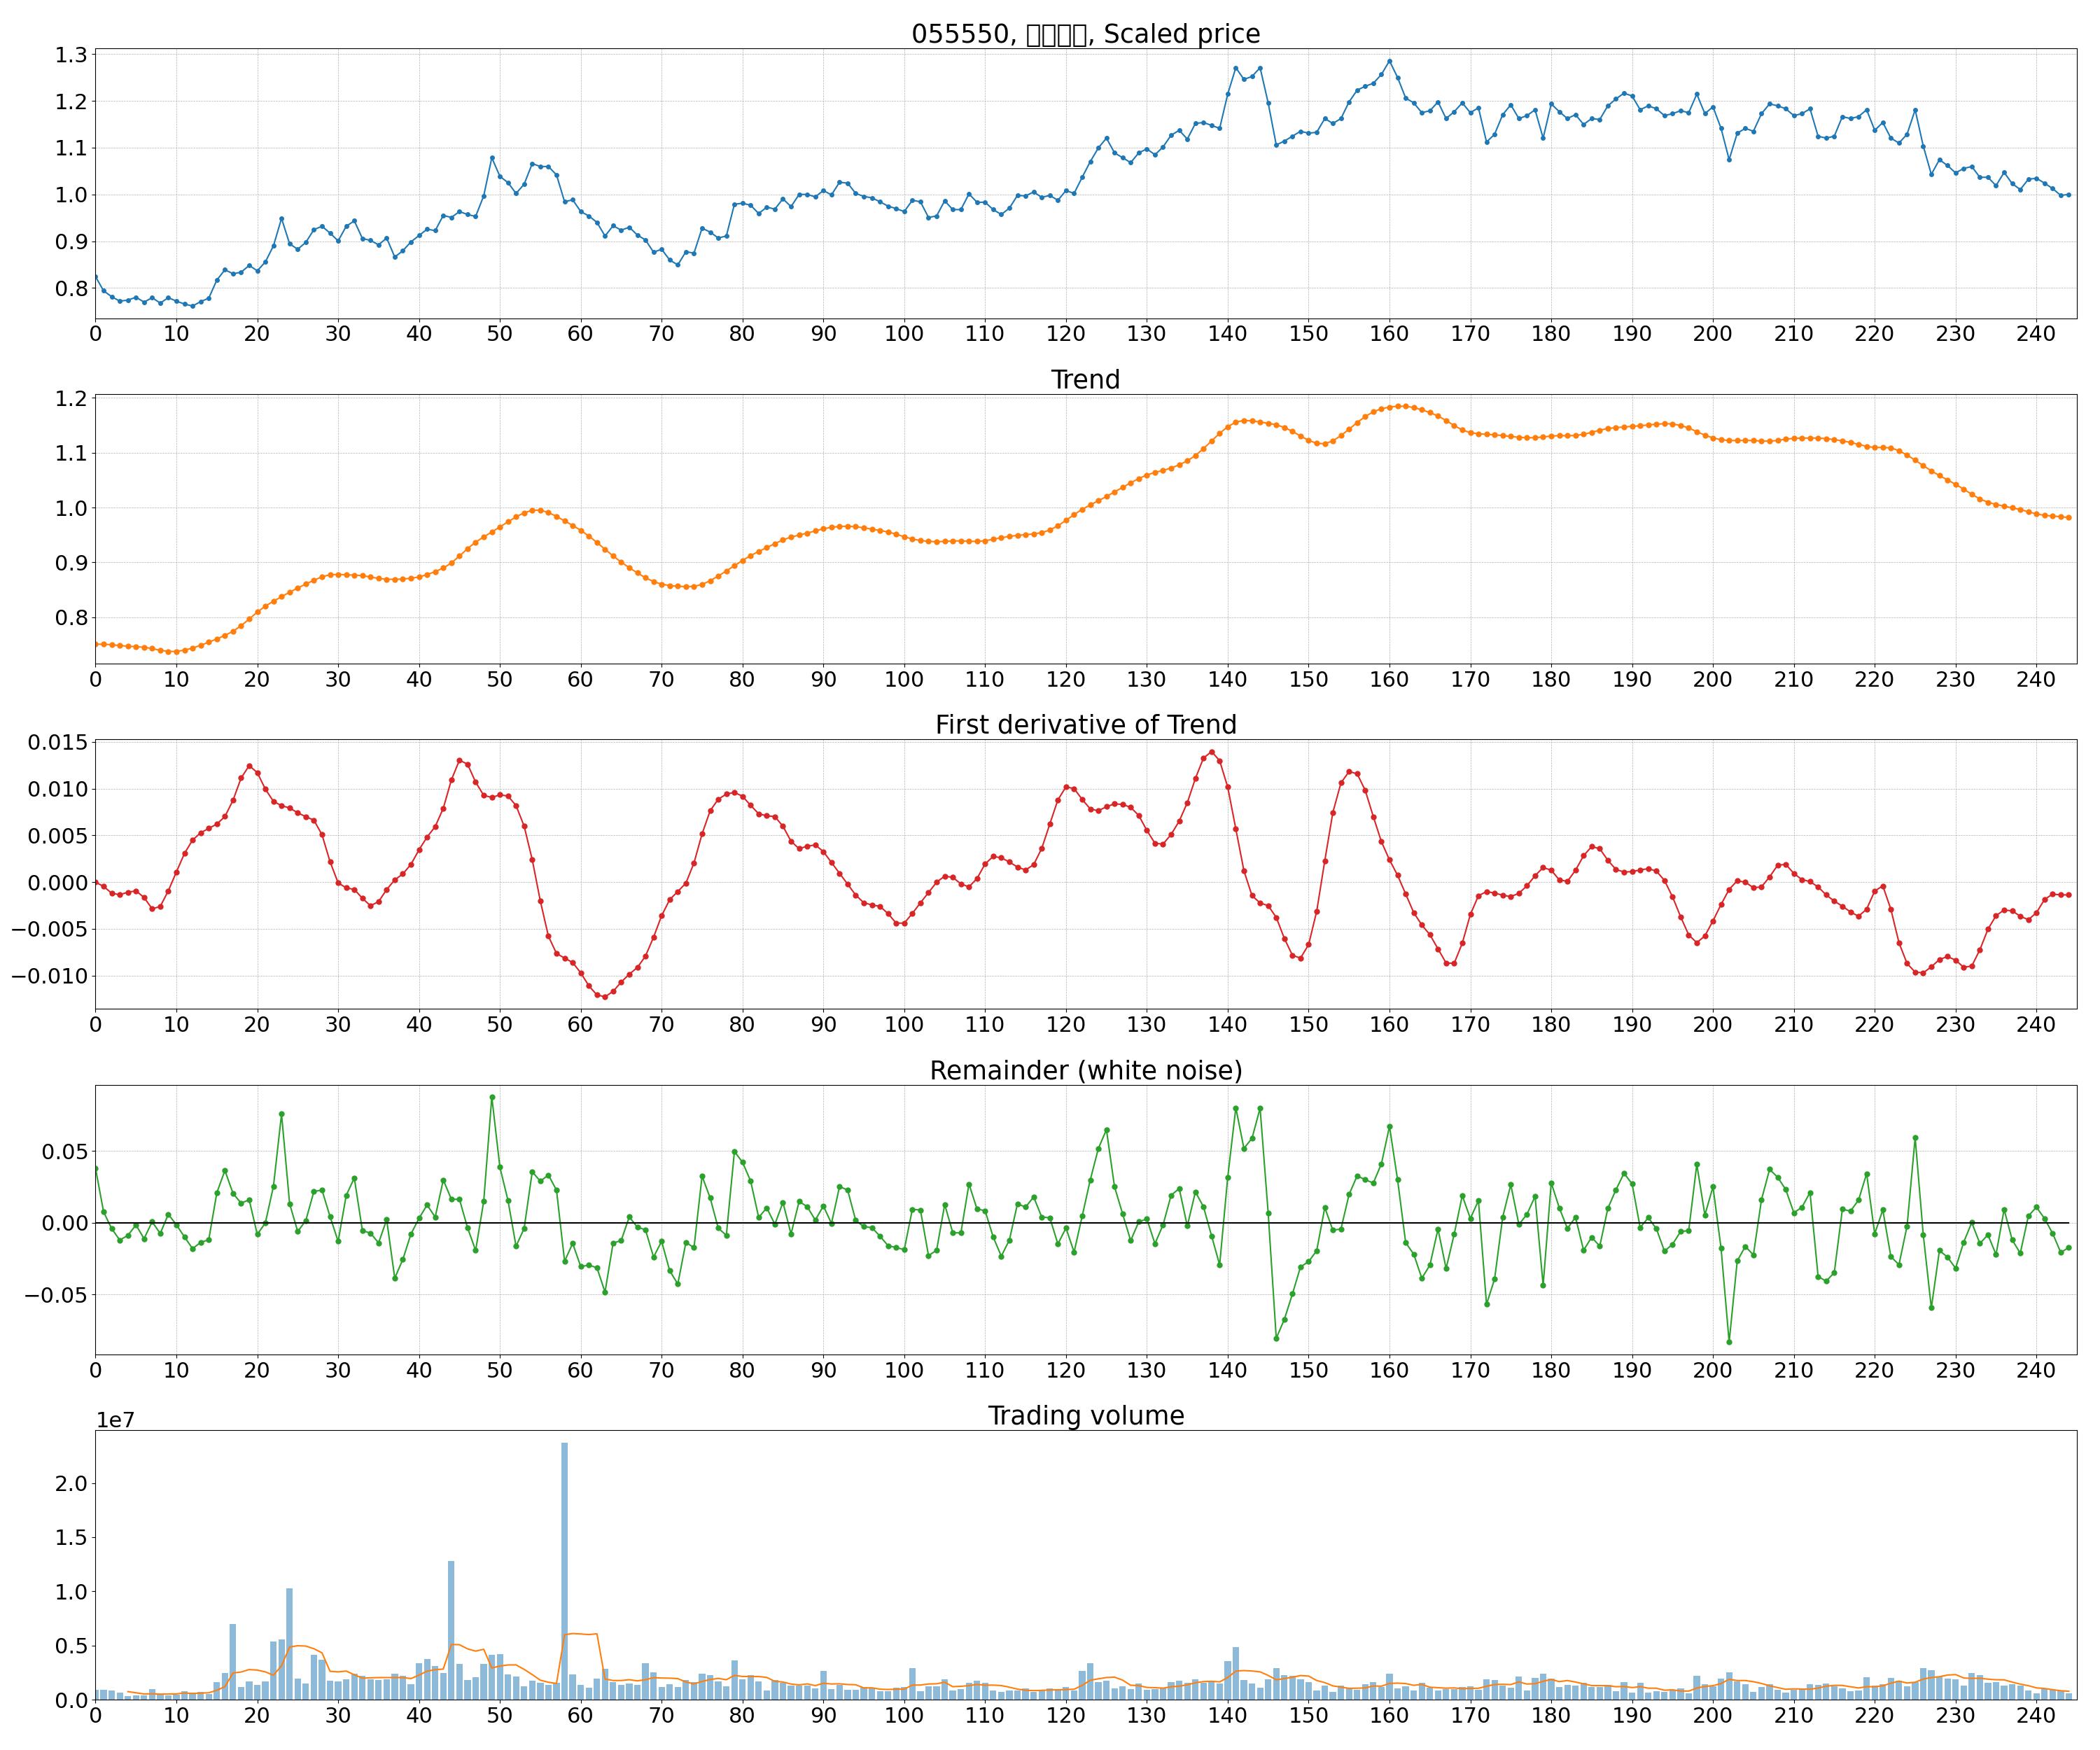 055550, □□□□, Scaled price
1.3
1.2
1.1
1.0
0.9
0.8
0 10 20 30 40 50 60 70 80 90 100 110 120 130 140 150 160 170 180 190 200 210 220 230 240
Trend
1.2
1.1
1.0
0.9
0.8
0 10 20 30 40 50 60 70 80 90 100 110 120 130 140 150 160 170 180 190 200 210 220 230 240
First derivative of Trend
0.015
0.010
0.005
0.000
−0.005
−0.010
0 10 20 30 40 50 60 70 80 90 100 110 120 130 140 150 160 170 180 190 200 210 220 230 240
Remainder (white noise)
0.05
0.00
−0.05
0 10 20 30 40 50 60 70 80 90 100 110 120 130 140 150 160 170 180 190 200 210 220 230 240
Trading volume
1e7
2.0
1.5
1.0
0.5
0.0
0 10 20 30 40 50 60 70 80 90 100 110 120 130 140 150 160 170 180 190 200 210 220 230 240